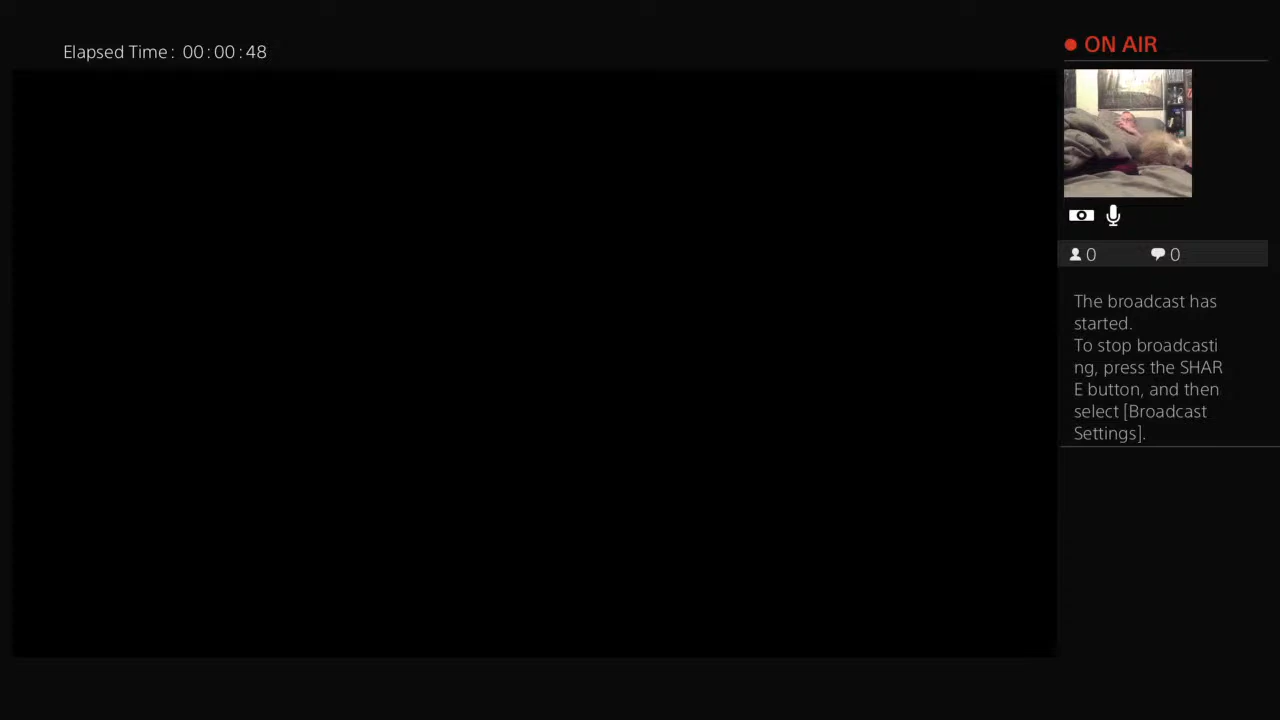 Elapsed Time: 00:00:48
ON AIR
0
0
The broadcast has
started.
To stop broadcasti
ng, press the SHAR
E button, and then
select [Broadcast
Settings].